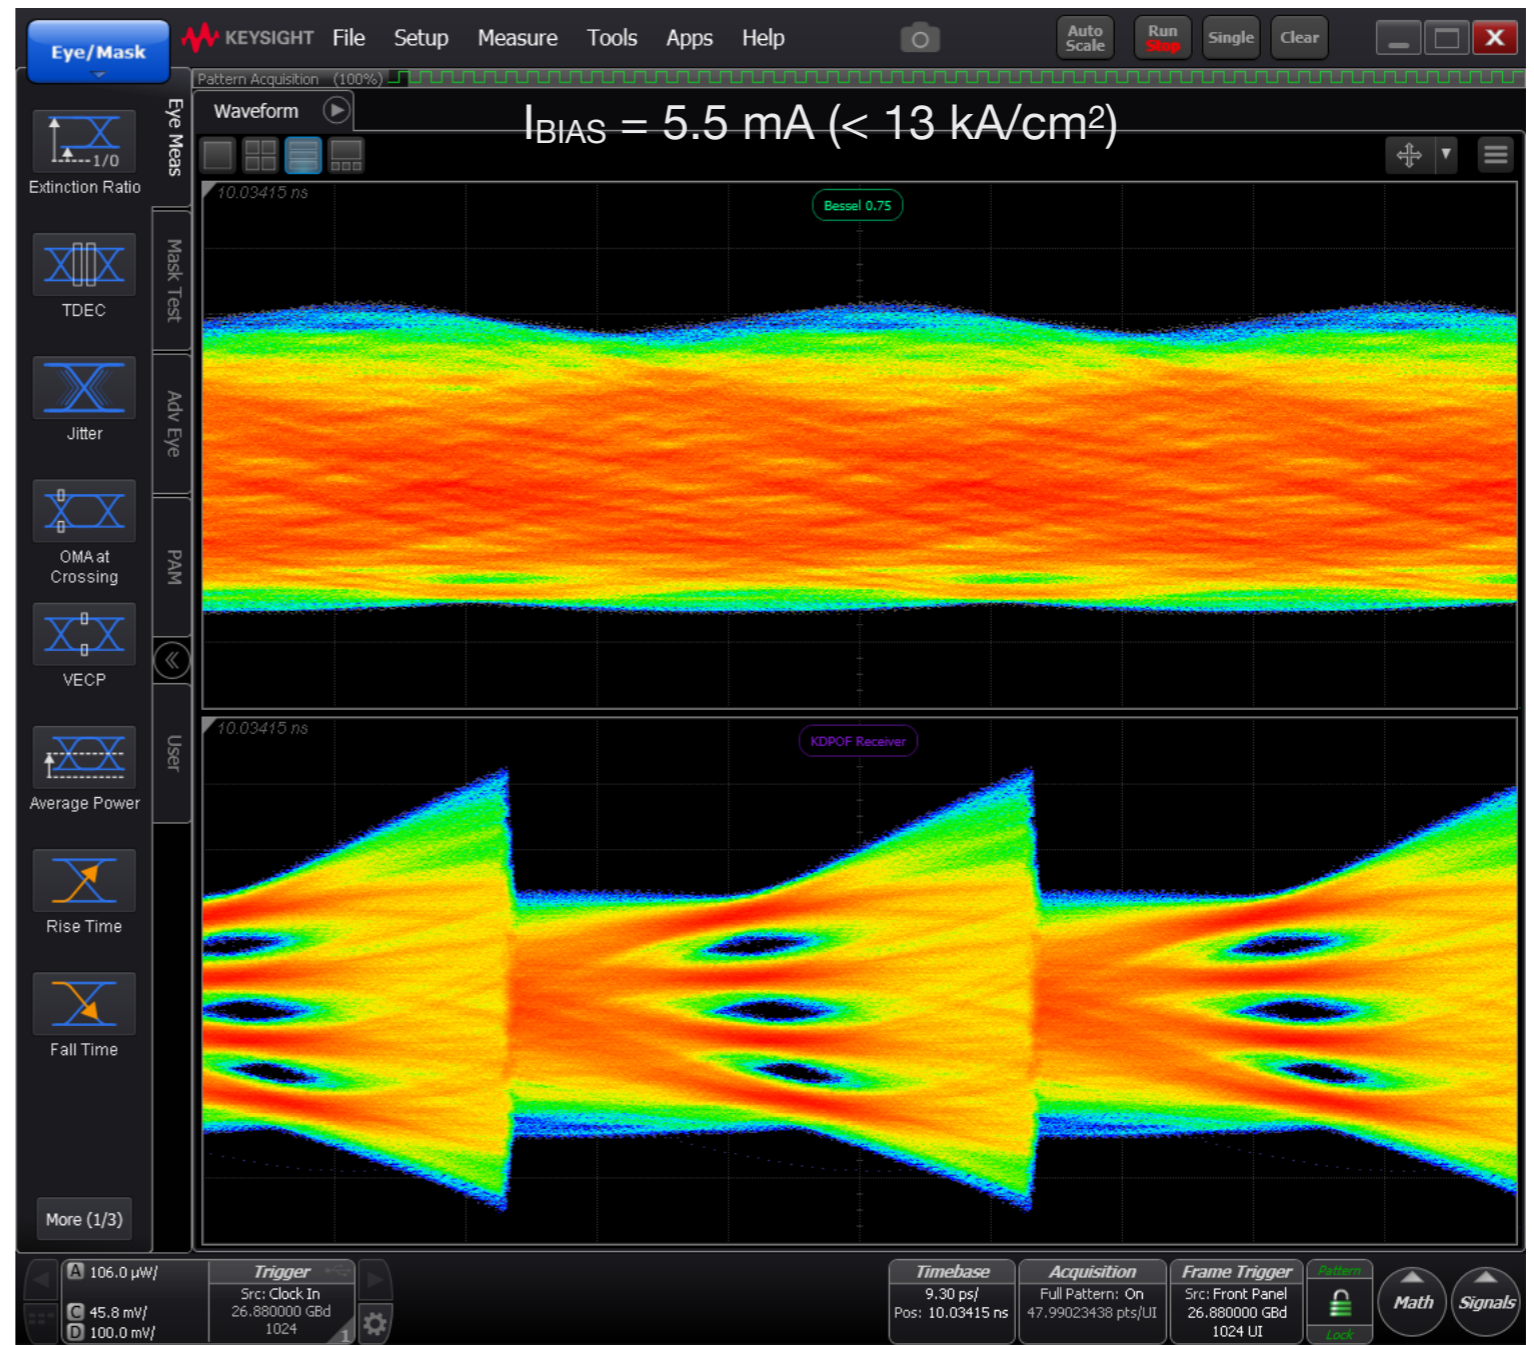 Eye/Mask
KEYSIGHT File Setup Measure Tools Apps Help
Auto Scale
Run Stop
Single
Clear
X
Pattern Acquisition (100%)
Waveform
I_BIAS = 5.5 mA (< 13 kA/cm²)
Eye Meas
Mask Test
Adv Eye
PAM
User
1/0
Extinction Ratio
TDEC
Jitter
OMA at
Crossing
VECP
Average Power
Rise Time
Fall Time
More (1/3)
10.03415 ns
Bessel 0.75
10.03415 ns
KDPOF Receiver
A 106.0 µW/
C 45.8 mV/
D 100.0 mV/
Trigger
Src: Clock In
26.880000 GBd
1024
1
Timebase
9.30 ps/
Pos: 10.03415 ns
Acquisition
Full Pattern: On
47.99023438 pts/UI
Frame Trigger
Src: Front Panel
26.880000 GBd
1024 UI
Pattern
Lock
Math
Signals